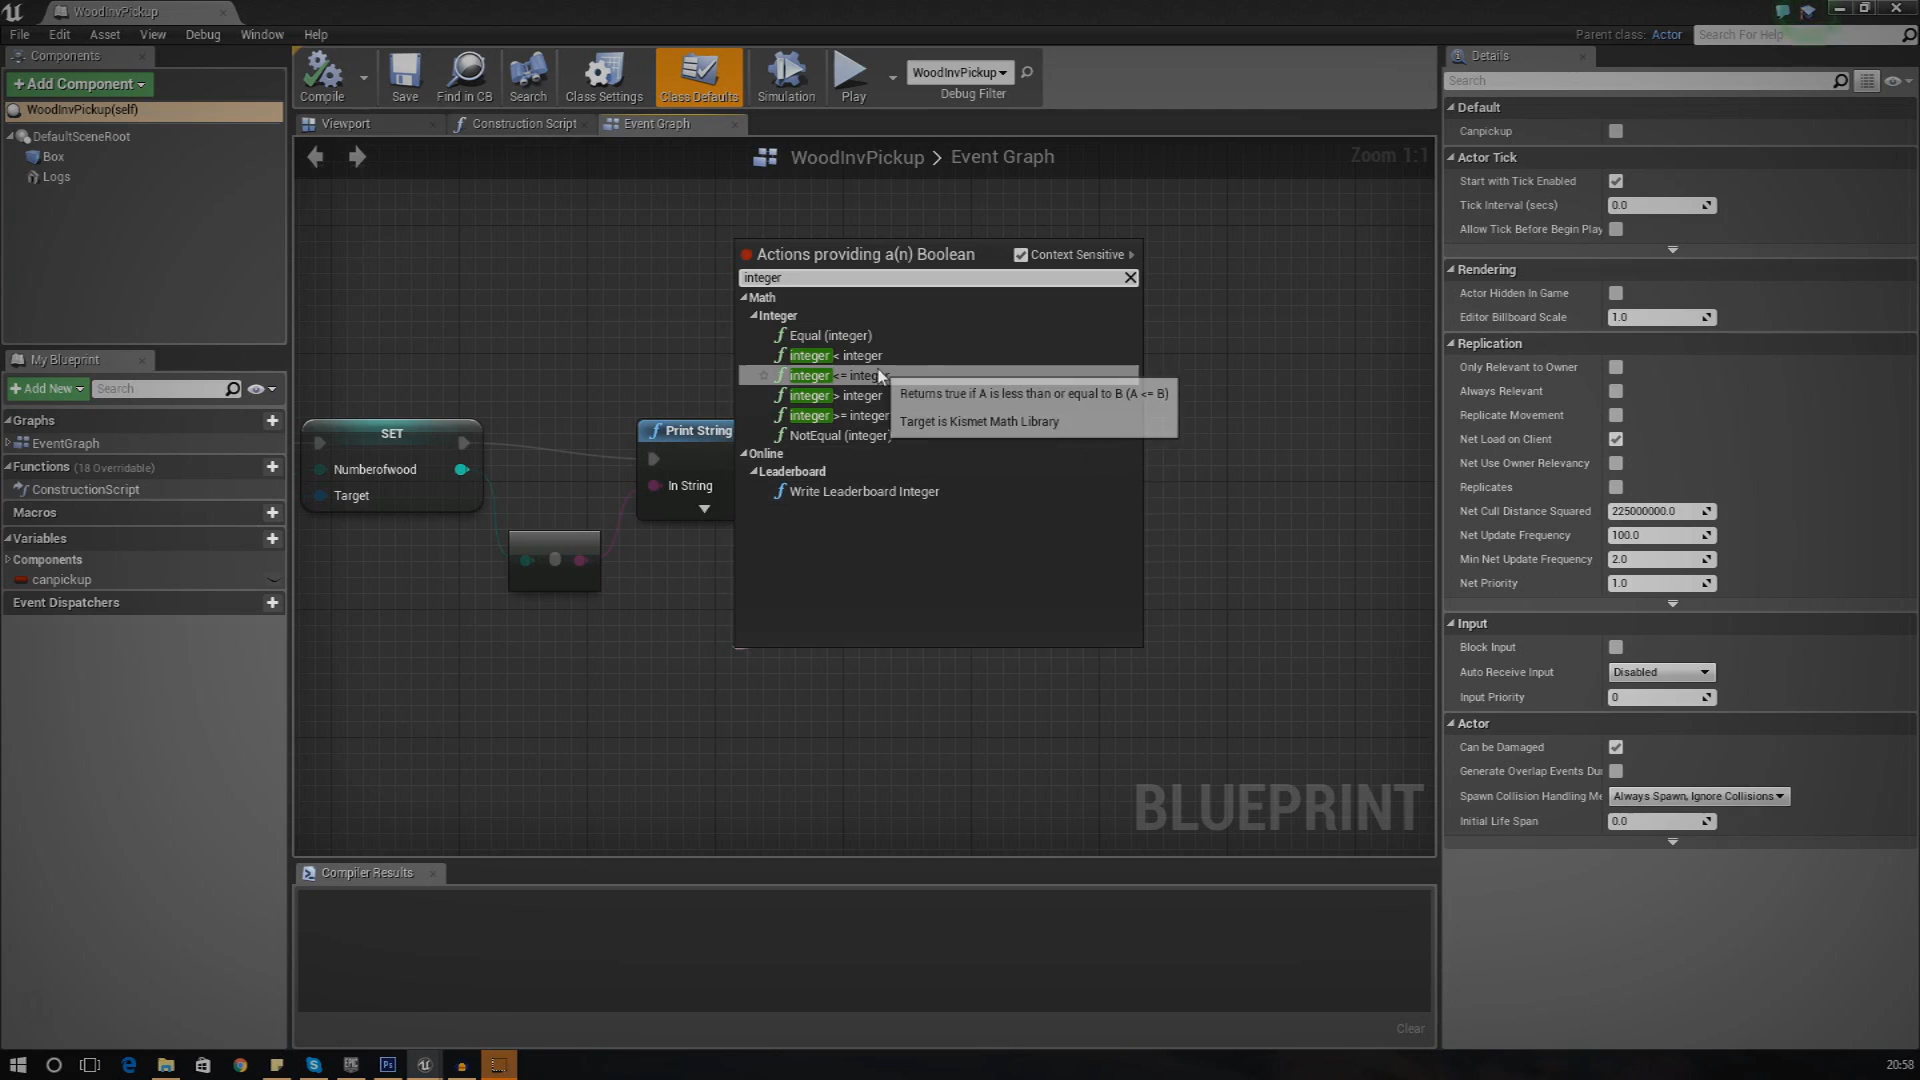 WoodInvPickup
File Edit Asset View Debug Window Help
Parent class: Actor
Search For Help
Components
+Add Component
WoodInvPickup(self)
DefaultSceneRoot
Box
Logs
Compile
Save
Find in CB
Search
Class Settings
Class Defaults
Simulation
Play
WoodInvPickup
Debug Filter
Viewport
Construction Script
Event Graph
WoodInvPickup > Event Graph
Zoom 1:1
My Blueprint
+Add New
Search
Graphs
EventGraph
Functions (18 Overridable)
ConstructionScript
Macros
Variables
Components
canpickup
Event Dispatchers
SET
Numberofwood
Target
Print String
In String
Actions providing a(n) Boolean
Context Sensitive
integer
Math
Integer
Equal (integer)
integer < integer
integer <= integer
integer > integer
integer >= integer
NotEqual (integer)
Online
Leaderboard
Write Leaderboard Integer
Returns true if A is less than or equal to B (A <= B)
Target is Kismet Math Library
BLUEPRINT
Compiler Results
Clear
Details
Search
Default
Canpickup
Actor Tick
Start with Tick Enabled
Tick Interval (secs) 0.0
Allow Tick Before Begin Play
Rendering
Actor Hidden In Game
Editor Billboard Scale 1.0
Replication
Only Relevant to Owner
Always Relevant
Replicate Movement
Net Load on Client
Net Use Owner Relevancy
Replicates
Net Cull Distance Squared 225000000.0
Net Update Frequency 100.0
Min Net Update Frequency 2.0
Net Priority 1.0
Input
Block Input
Auto Receive Input Disabled
Input Priority 0
Actor
Can be Damaged
Generate Overlap Events Du
Spawn Collision Handling Me Always Spawn, Ignore Collisions
Initial Life Span 0.0
EPIC
Ps
20:58